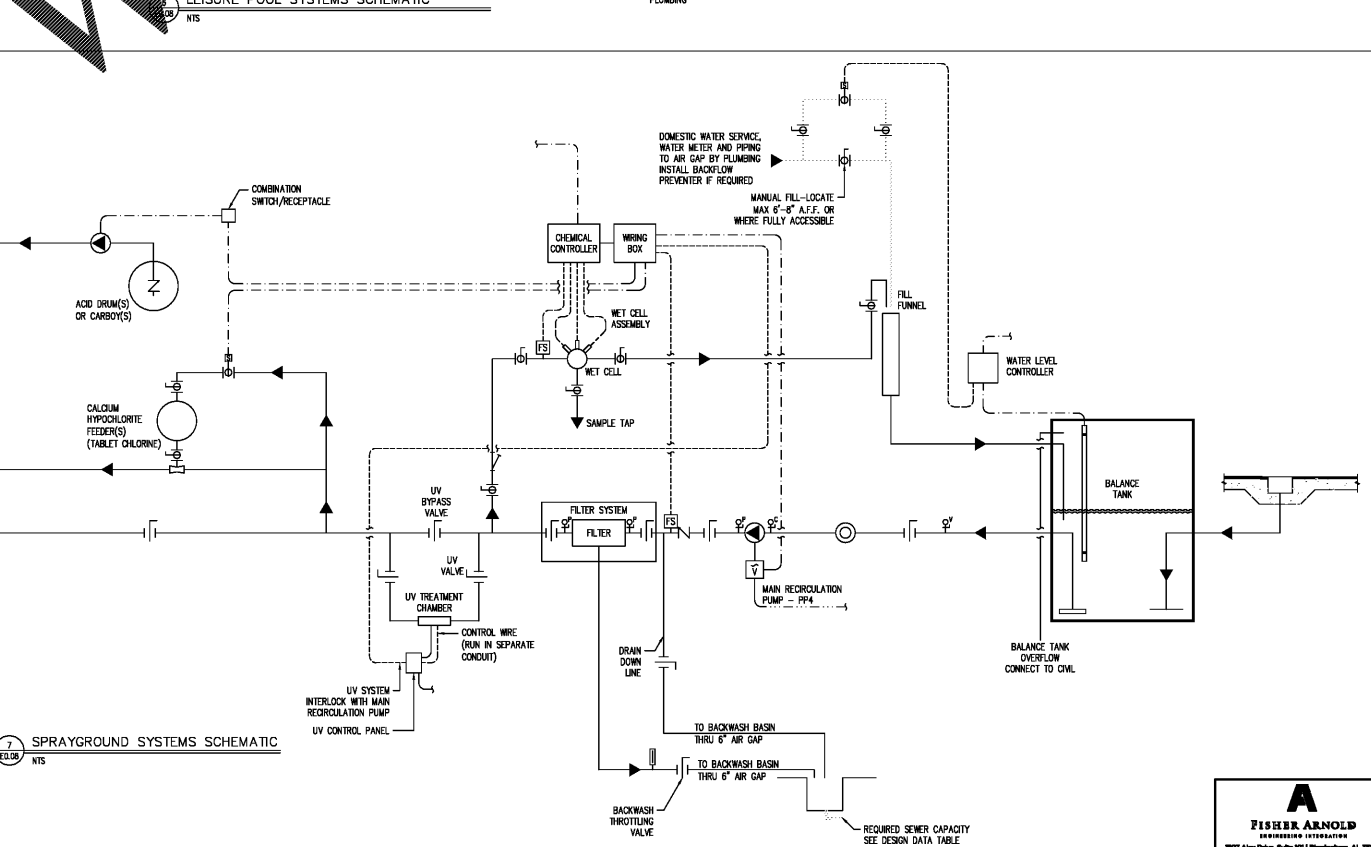 LEISURE POOL SYSTEMS SCHEMATIC
NTS
PLUMBING
DOMESTIC WATER SERVICE,
WATER METER AND PIPING
TO AIR GAP BY PLUMBING
INSTALL BACKFLOW
PREVENTER IF REQUIRED
MANUAL FILL-LOCATE
MAX 6'-8" A.F.F. OR
WHERE FULLY ACCESSIBLE
COMBINATION
SWITCH/RECEPTACLE
CHEMICAL
CONTROLLER
WIRING
BOX
ACID DRUM(S)
OR CARBOY(S)
FILL
FUNNEL
WET CELL
ASSEMBLY
FS
WET CELL
WATER LEVEL
CONTROLLER
SAMPLE TAP
CALCIUM
HYPOCHLORITE
FEEDER(S)
(TABLET CHLORINE)
UV
BYPASS
VALVE
BALANCE
TANK
FILTER SYSTEM
FILTER
FS
UV
VALVE
V
MAIN RECIRCULATION
PUMP - PP4
UV TREATMENT
CHAMBER
CONTROL WIRE
(RUN IN SEPARATE
CONDUIT)
DRAIN
DOWN
LINE
BALANCE TANK
OVERFLOW
CONNECT TO CIVIL
UV SYSTEM
INTERLOCK WITH MAIN
RECIRCULATION PUMP
UV CONTROL PANEL
7
E0.08
SPRAYGROUND SYSTEMS SCHEMATIC
NTS
TO BACKWASH BASIN
THRU 6" AIR GAP
TO BACKWASH BASIN
THRU 6" AIR GAP
BACKWASH
THROTTLING
VALVE
REQUIRED SEWER CAPACITY
SEE DESIGN DATA TABLE
FISHER ARNOLD
ENGINEERING INTEGRATION